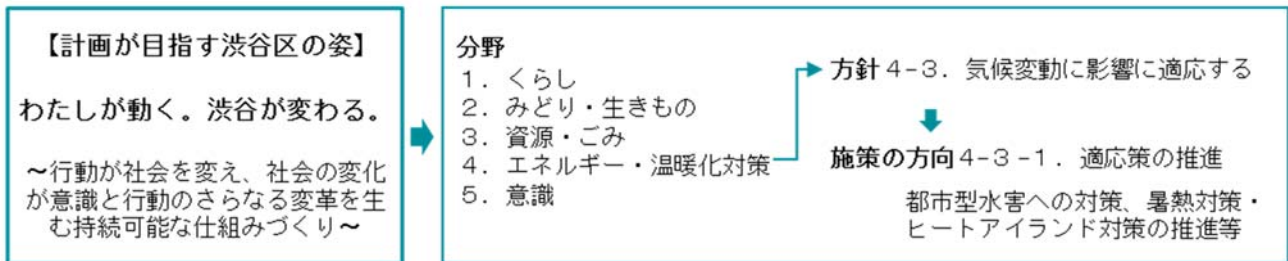 【計画が目指す渋谷区の姿】
わたしが動く。渋谷が変わる。
～行動が社会を変え、社会の変化
が意識と行動のさらなる変革を生
む持続可能な仕組みづくり～
分野
1．くらし
2．みどり・生きもの
3．資源・ごみ
4．エネルギー・温暖化対策
5．意識
方針4-3．気候変動に影響に適応する
施策の方向4-3-1．適応策の推進
都市型水害への対策、暑熱対策・
ヒートアイランド対策の推進等